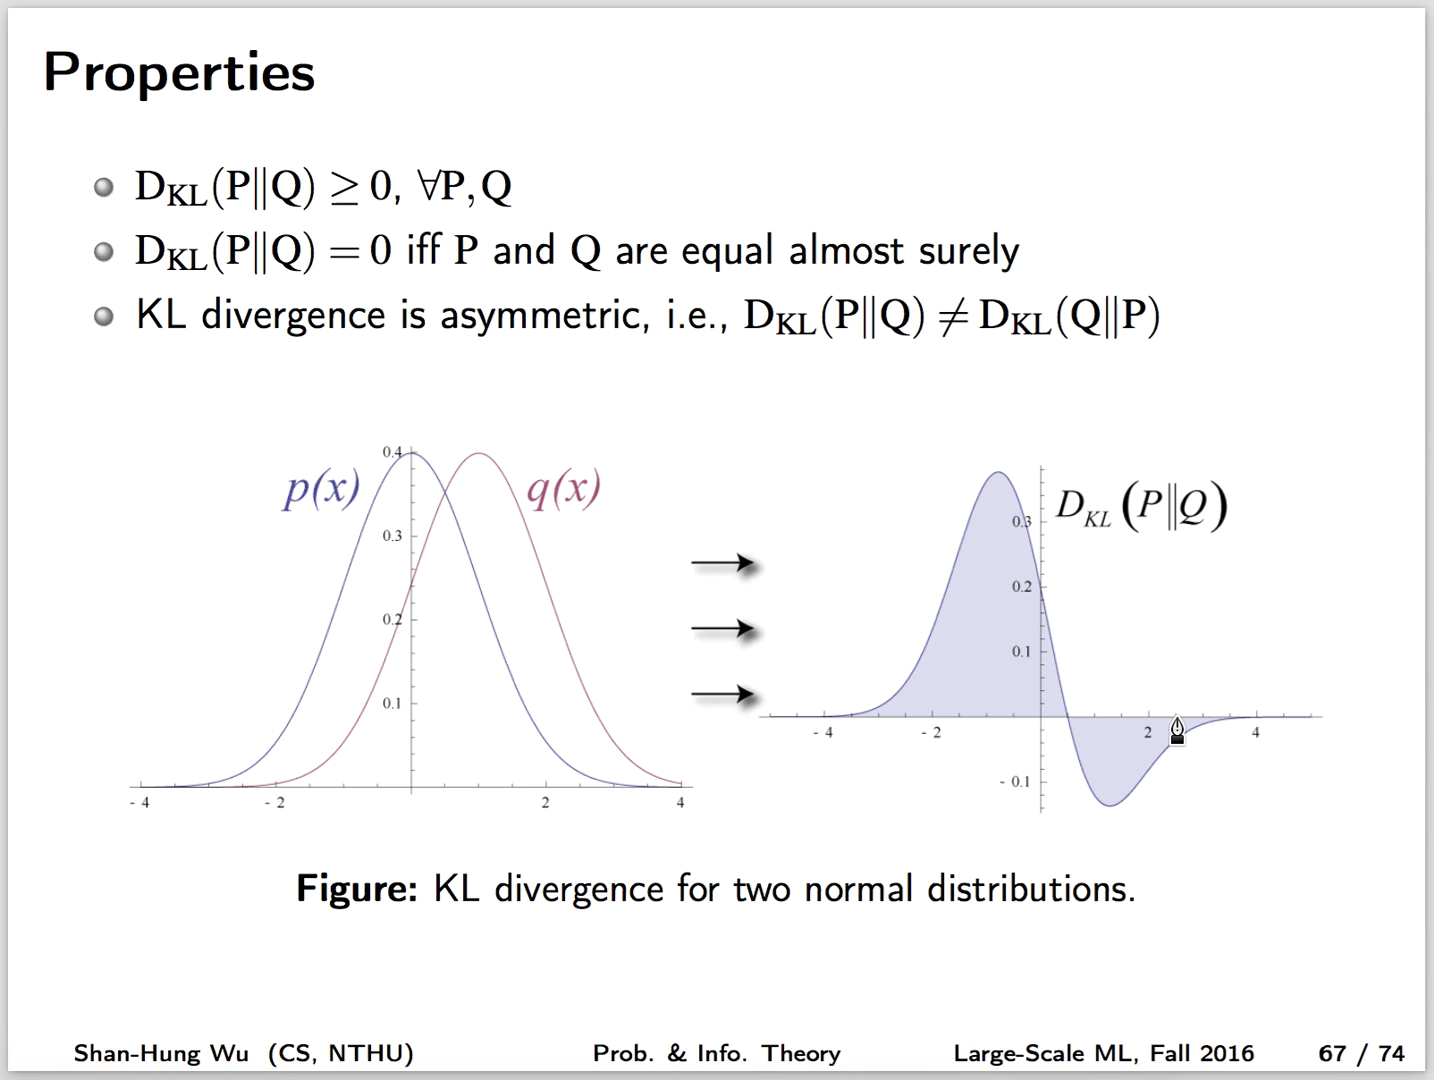 Properties
D_KL(P‖Q) ≥ 0, ∀P,Q
D_KL(P‖Q) = 0 iff P and Q are equal almost surely
KL divergence is asymmetric, i.e., D_KL(P‖Q) ≠ D_KL(Q‖P)
p(x)
q(x)
0.4
0.3
0.2
0.1
- 4
- 2
2
4
D_KL(P‖Q)
0.3
0.2
0.1
- 4
- 2
2
4
- 0.1
Figure: KL divergence for two normal distributions.
Shan-Hung Wu (CS, NTHU)
Prob. & Info. Theory
Large-Scale ML, Fall 2016
67 / 74